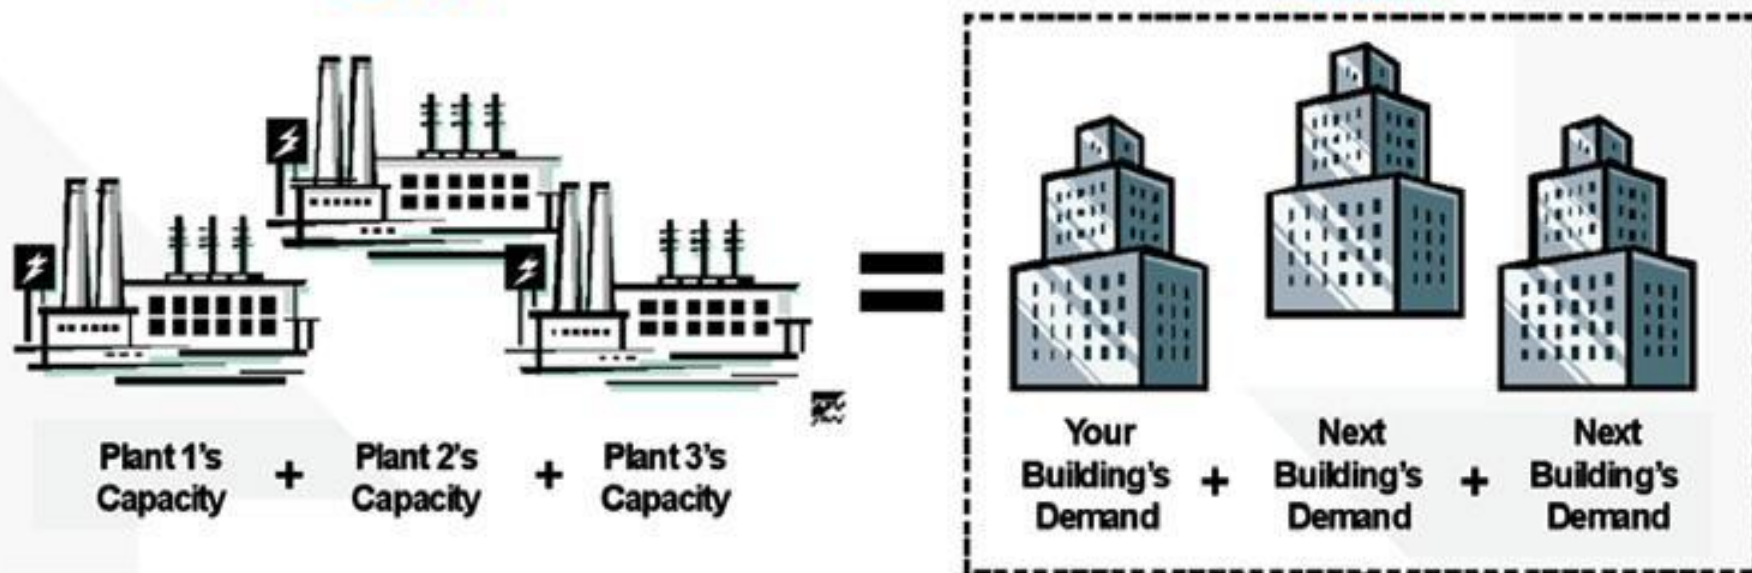 Plant 1's
Capacity
+
Plant 2's
Capacity
+
Plant 3's
Capacity
=
Your
Building's
Demand
+
Next
Building's
Demand
+
Next
Building's
Demand